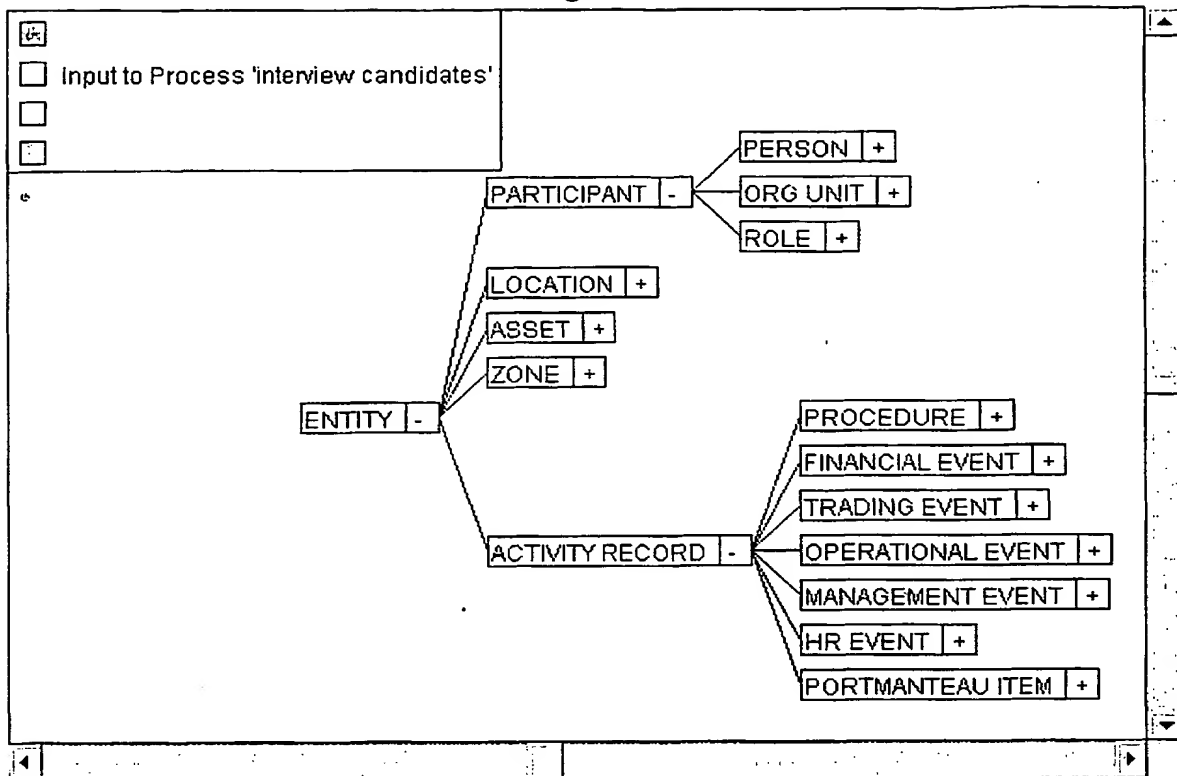 Input to Process 'interview candidates'
PERSON +
PARTICIPANT -
ORG UNIT +
ROLE +
LOCATION +
ASSET +
ZONE +
ENTITY -
PROCEDURE +
FINANCIAL EVENT +
TRADING EVENT +
ACTIVITY RECORD -
OPERATIONAL EVENT +
MANAGEMENT EVENT +
HR EVENT +
PORTMANTEAU ITEM +